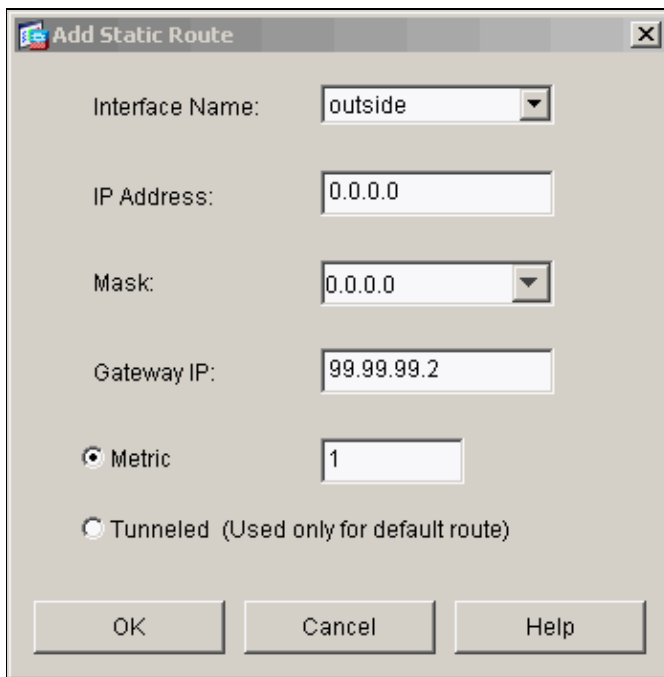 Add Static Route
Interface Name: outside
IP Address: 0.0.0.0
Mask: 0.0.0.0
Gateway IP: 99.99.99.2
Metric 1
Tunneled (Used only for default route)
OK Cancel Help